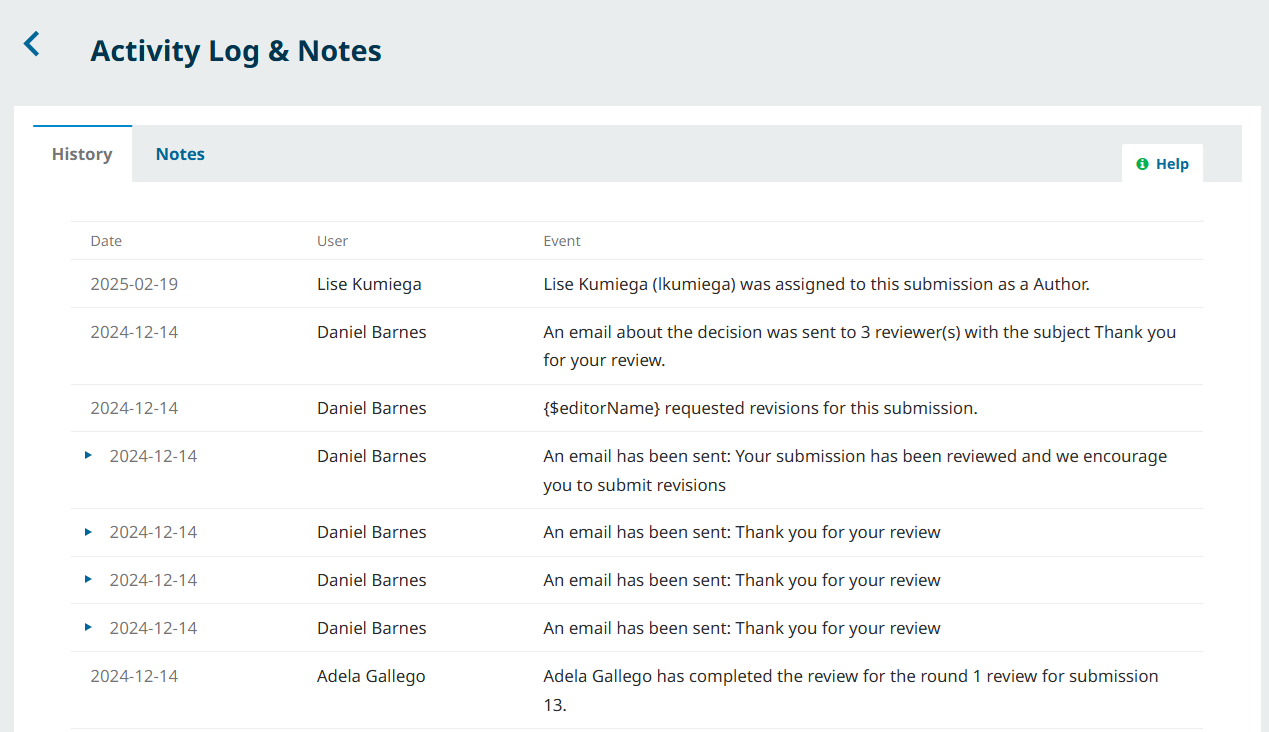 Activity Log & Notes
History
Notes
Help
Date User Event
2025-02-19 Lise Kumiega Lise Kumiega (lkumiega) was assigned to this submission as a Author.
2024-12-14 Daniel Barnes An email about the decision was sent to 3 reviewer(s) with the subject Thank you
for your review.
2024-12-14 Daniel Barnes {$editorName} requested revisions for this submission.
2024-12-14 Daniel Barnes An email has been sent: Your submission has been reviewed and we encourage
you to submit revisions
2024-12-14 Daniel Barnes An email has been sent: Thank you for your review
2024-12-14 Daniel Barnes An email has been sent: Thank you for your review
2024-12-14 Daniel Barnes An email has been sent: Thank you for your review
2024-12-14 Adela Gallego Adela Gallego has completed the review for the round 1 review for submission
13.